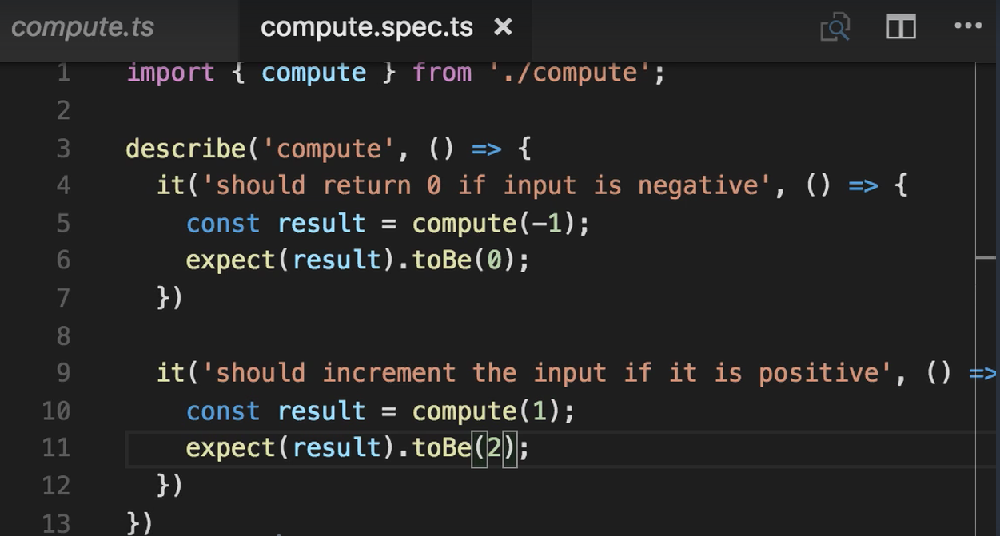 compute.ts compute.spec.ts ×
1 import { compute } from './compute';
2
3 describe('compute', () => {
4   it('should return 0 if input is negative', () => {
5     const result = compute(-1);
6     expect(result).toBe(0);
7   })
8
9   it('should increment the input if it is positive', () =>
10     const result = compute(1);
11     expect(result).toBe(2);
12   })
13 })